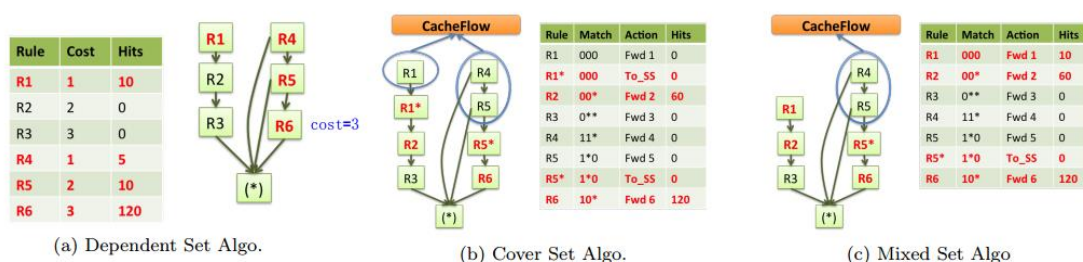 Rule Cost Hits
R1 1 10
R2 2 0
R3 3 0
R4 1 5
R5 2 10
R6 3 120
R1 R4
R2 R5
R3 R6 cost=3
(*)
(a) Dependent Set Algo.
CacheFlow
R1 R4
R1* R5
R2 R5*
R3 R6
(*)
Rule Match Action Hits
R1 000 Fwd 1 0
R1* 000 To_SS 0
R2 00* Fwd 2 60
R3 0** Fwd 3 0
R4 11* Fwd 4 0
R5 1*0 Fwd 5 0
R5* 1*0 To_SS 0
R6 10* Fwd 6 120
(b) Cover Set Algo.
CacheFlow
R4
R1 R5
R2 R5*
R3 R6
(*)
Rule Match Action Hits
R1 000 Fwd 1 10
R2 00* Fwd 2 60
R3 0** Fwd 3 0
R4 11* Fwd 4 0
R5 1*0 Fwd 5 0
R5* 1*0 To_SS 0
R6 10* Fwd 6 120
(c) Mixed Set Algo